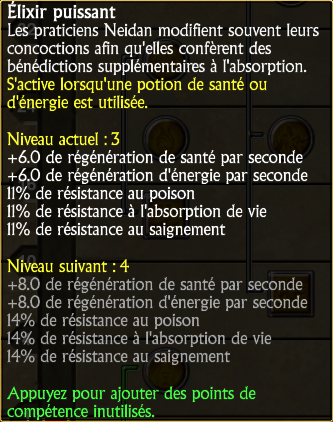 Élixir puissant
Les praticiens Neidan modifient souvent leurs
concoctions afin qu'elles confèrent des
bénédictions supplémentaires à l'absorption.
S'active lorsqu'une potion de santé ou
d'énergie est utilisée.
Niveau actuel : 3
+6.0 de régénération de santé par seconde
+6.0 de régénération d'énergie par seconde
11% de résistance au poison
11% de résistance à l'absorption de vie
11% de résistance au saignement
Niveau suivant : 4
+8.0 de régénération de santé par seconde
+8.0 de régénération d'énergie par seconde
14% de résistance au poison
14% de résistance à l'absorption de vie
14% de résistance au saignement
Appuyez pour ajouter des points de
compétence inutilisés.